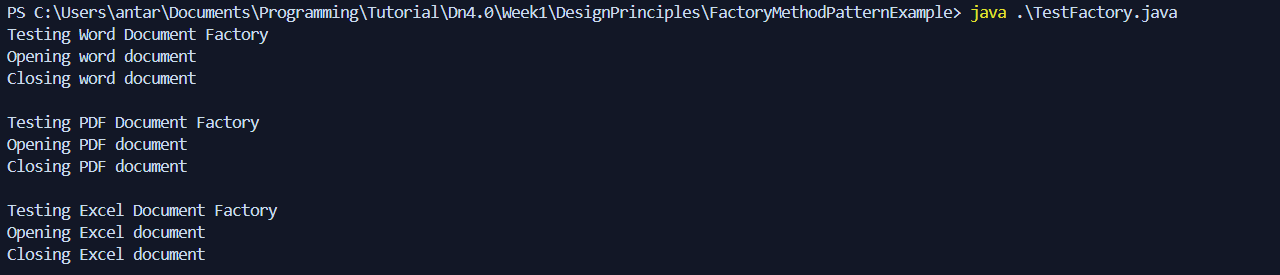 PS C:\Users\antar\Documents\Programming\Tutorial\Dn4.0\Week1\DesignPrinciples\FactoryMethodPatternExample> java .\TestFactory.java
Testing Word Document Factory
Opening word document
Closing word document
Testing PDF Document Factory
Opening PDF document
Closing PDF document
Testing Excel Document Factory
Opening Excel document
Closing Excel document